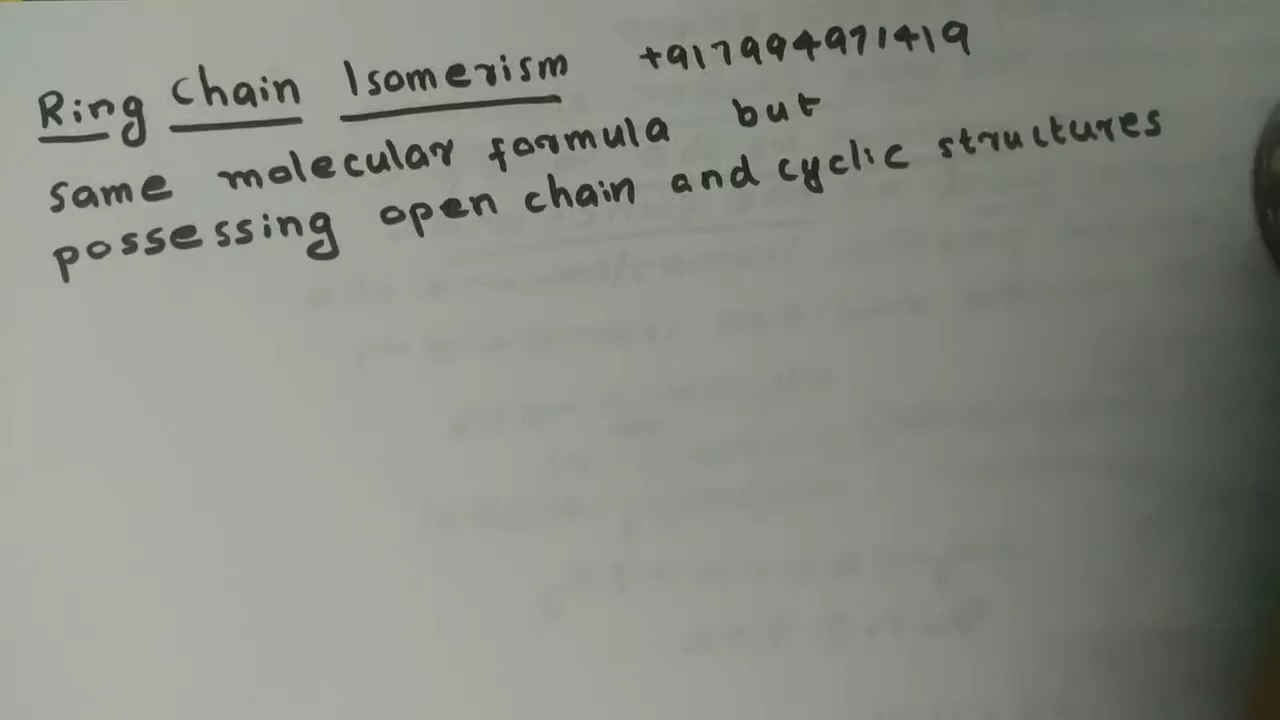 Ring Chain Isomerism +917994971419
same molecular formula but
possessing open chain and cyclic structures